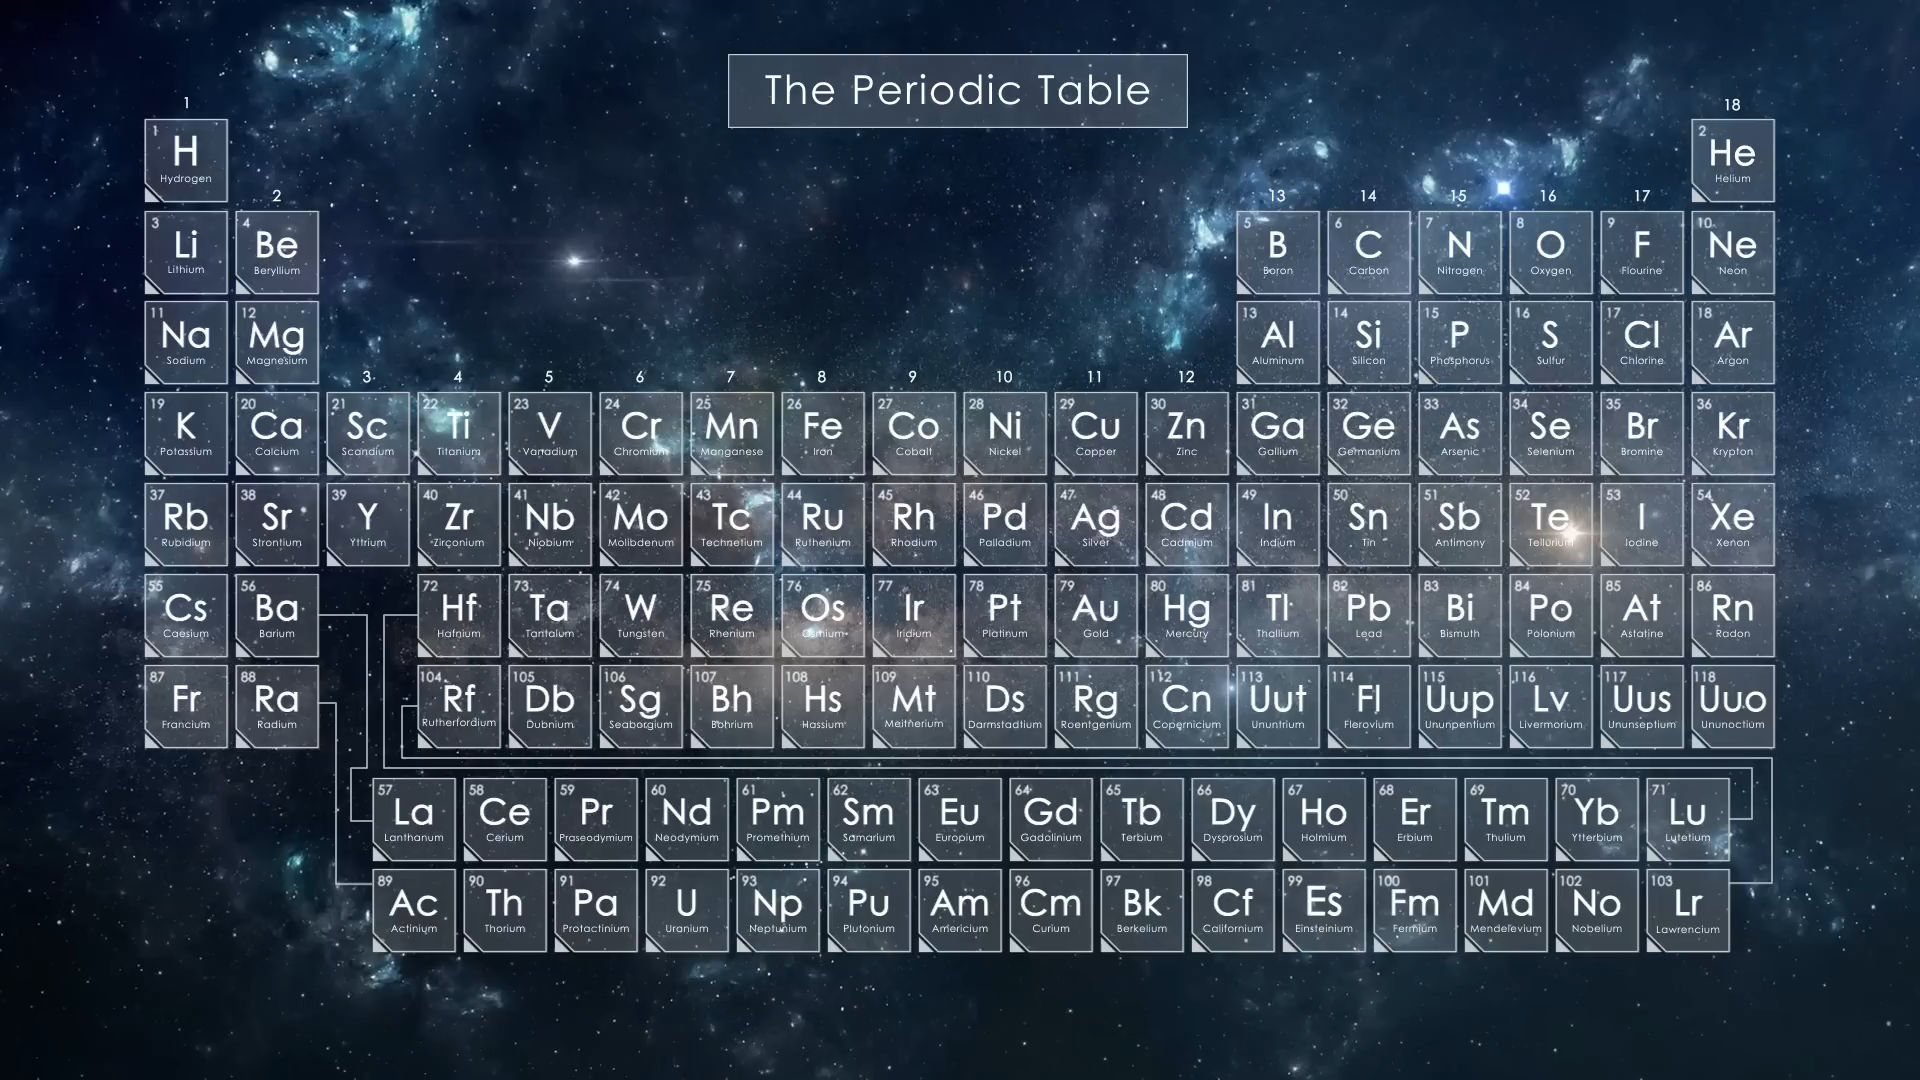 The Periodic Table
1
18
1
H
Hydrogen
2
He
Helium
2
13
14
15
16
17
3
Li
Lithium
4
Be
Beryllium
5
B
Boron
6
C
Carbon
7
N
Nitrogen
8
O
Oxygen
9
F
Flourine
10
Ne
Neon
11
Na
Sodium
12
Mg
Magnesium
13
Al
Aluminum
14
Si
Silicon
15
P
Phosphorus
16
S
Sulfur
17
Cl
Chlorine
18
Ar
Argon
3
4
5
6
7
8
9
10
11
12
19
K
Potassium
20
Ca
Calcium
21
Sc
Scandium
22
Ti
Titanium
23
V
Vanadium
24
Cr
Chromium
25
Mn
Manganese
26
Fe
Iron
27
Co
Cobalt
28
Ni
Nickel
29
Cu
Copper
30
Zn
Zinc
31
Ga
Gallium
32
Ge
Germanium
33
As
Arsenic
34
Se
Selenium
35
Br
Bromine
36
Kr
Krypton
37
Rb
Rubidium
38
Sr
Strontium
39
Y
Yttrium
40
Zr
Zirconium
41
Nb
Niobium
42
Mo
Molibdenum
43
Tc
Technetium
44
Ru
Ruthenium
45
Rh
Rhodium
46
Pd
Palladium
47
Ag
Silver
48
Cd
Cadmium
49
In
Indium
50
Sn
Tin
51
Sb
Antimony
52
Te
Tellurium
53
I
Iodine
54
Xe
Xenon
55
Cs
Caesium
56
Ba
Barium
72
Hf
Hafnium
73
Ta
Tantalum
74
W
Tungsten
75
Re
Rhenium
76
Os
Osmium
77
Ir
Iridium
78
Pt
Platinum
79
Au
Gold
80
Hg
Mercury
81
Tl
Thallium
82
Pb
Lead
83
Bi
Bismuth
84
Po
Polonium
85
At
Astatine
86
Rn
Radon
87
Fr
Francium
88
Ra
Radium
104
Rf
Rutherfordium
105
Db
Dubnium
106
Sg
Seaborgium
107
Bh
Bohrium
108
Hs
Hassium
109
Mt
Meitherium
110
Ds
Darmstadtium
111
Rg
Roentgenium
112
Cn
Copernicium
113
Uut
Ununtrium
114
Fl
Flerovium
115
Uup
Ununpentium
116
Lv
Livermorium
117
Uus
Ununseptium
118
Uuo
Ununoctium
57
La
Lanthanum
58
Ce
Cerium
59
Pr
Praseodymium
60
Nd
Neodymium
61
Pm
Promethium
62
Sm
Samarium
63
Eu
Europium
64
Gd
Gadolinium
65
Tb
Terbium
66
Dy
Dysprosium
67
Ho
Holmium
68
Er
Erbium
69
Tm
Thulium
70
Yb
Ytterbium
71
Lu
Lutetium
89
Ac
Actinium
90
Th
Thorium
91
Pa
Protactinium
92
U
Uranium
93
Np
Neptunium
94
Pu
Plutonium
95
Am
Americium
96
Cm
Curium
97
Bk
Berkelium
98
Cf
Californium
99
Es
Einsteinium
100
Fm
Fermium
101
Md
Mendelevium
102
No
Nobelium
103
Lr
Lawrencium